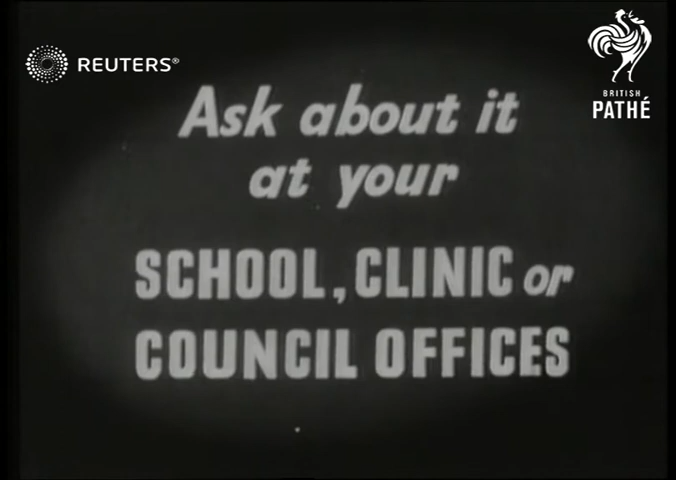 REUTERS®
BRITISH
PATHÉ
Ask about it
at your
SCHOOL, CLINIC or
COUNCIL OFFICES